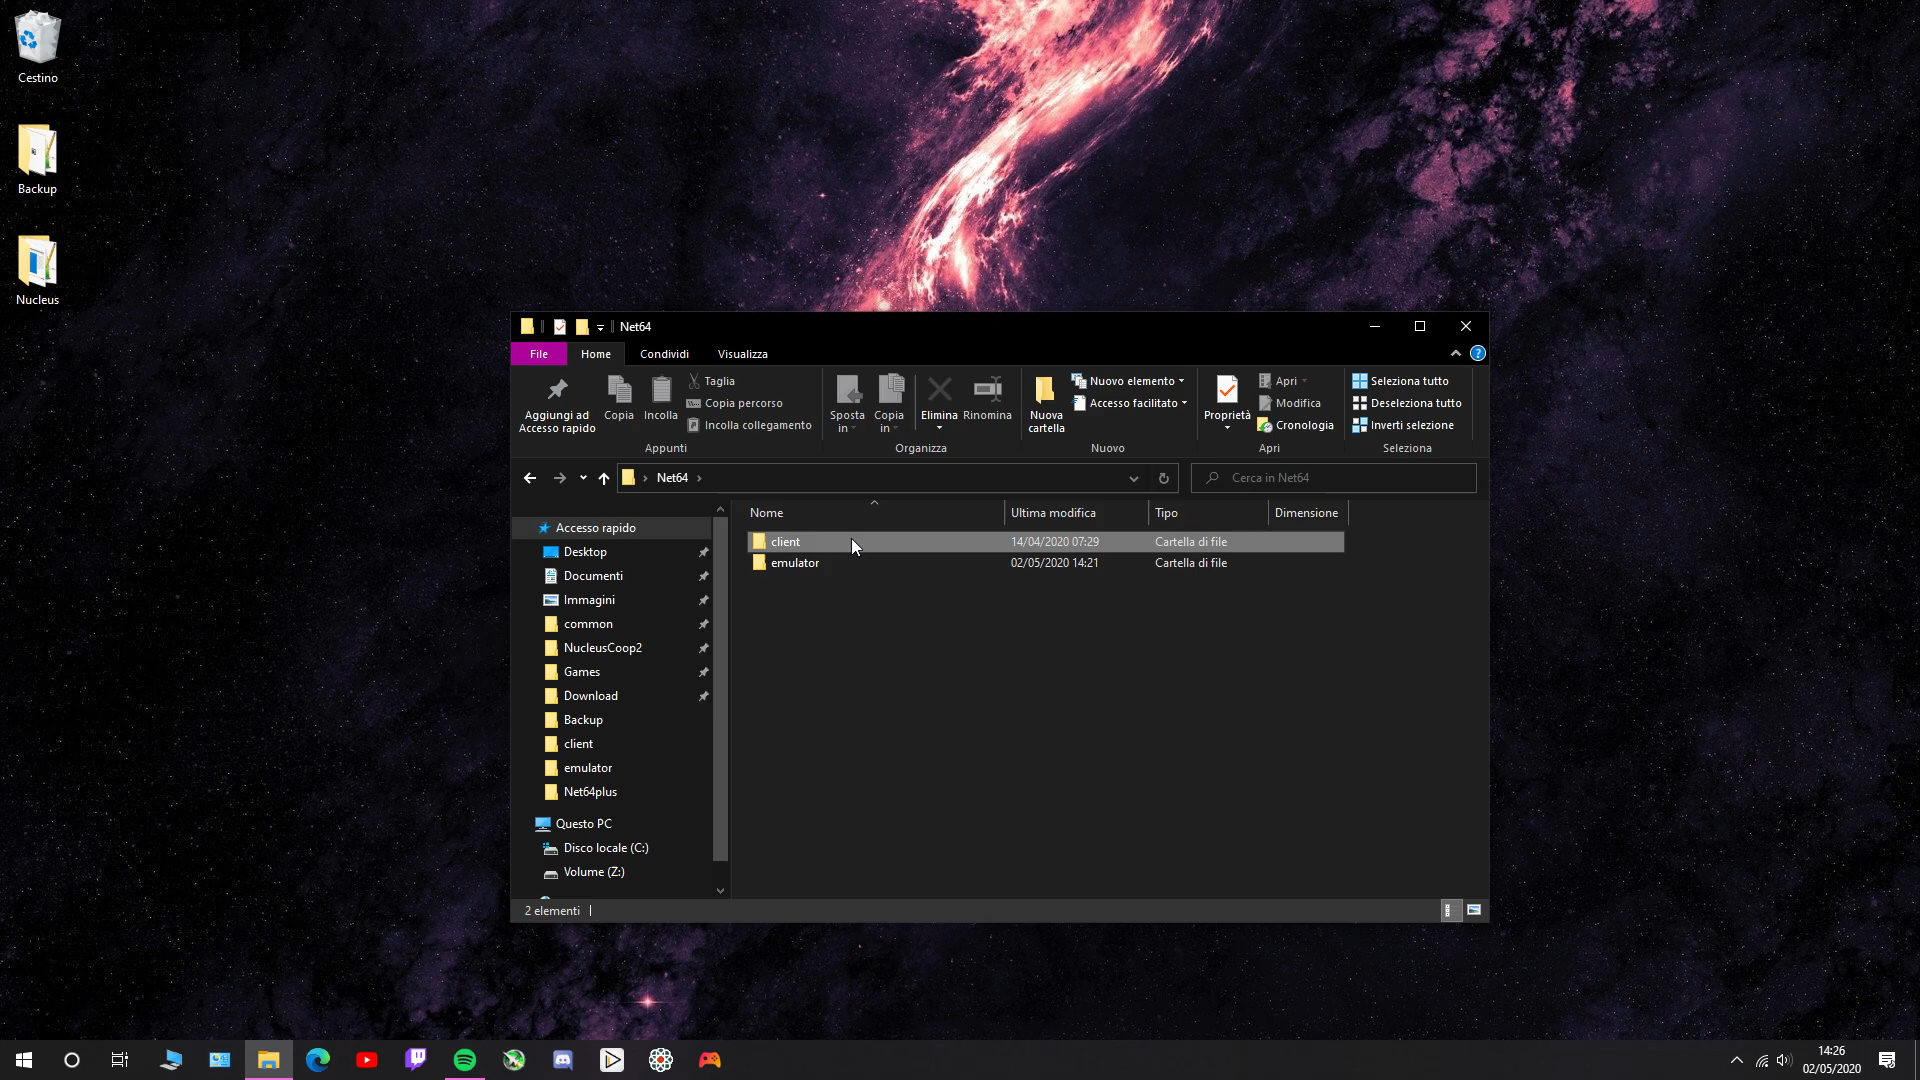 Cestino
Backup
Nucleus
Net64
File
Home
Condividi
Visualizza
Aggiungi ad
Accesso rapido
Copia
Incolla
Taglia
Copia percorso
Incolla collegamento
Appunti
Sposta
in
Copia
in
Elimina
Rinomina
Organizza
Nuova
cartella
Nuovo elemento
Accesso facilitato
Nuovo
Proprietà
Apri
Modifica
Cronologia
Apri
Seleziona tutto
Deseleziona tutto
Inverti selezione
Seleziona
Net64
Cerca in Net64
Nome Ultima modifica Tipo Dimensione
client 14/04/2020 07:29 Cartella di file
emulator 02/05/2020 14:21 Cartella di file
Accesso rapido
Desktop
Documenti
Immagini
common
NucleusCoop2
Games
Download
Backup
client
emulator
Net64plus
Questo PC
Disco locale (C:)
Volume (Z:)
2 elementi
14:26
02/05/2020